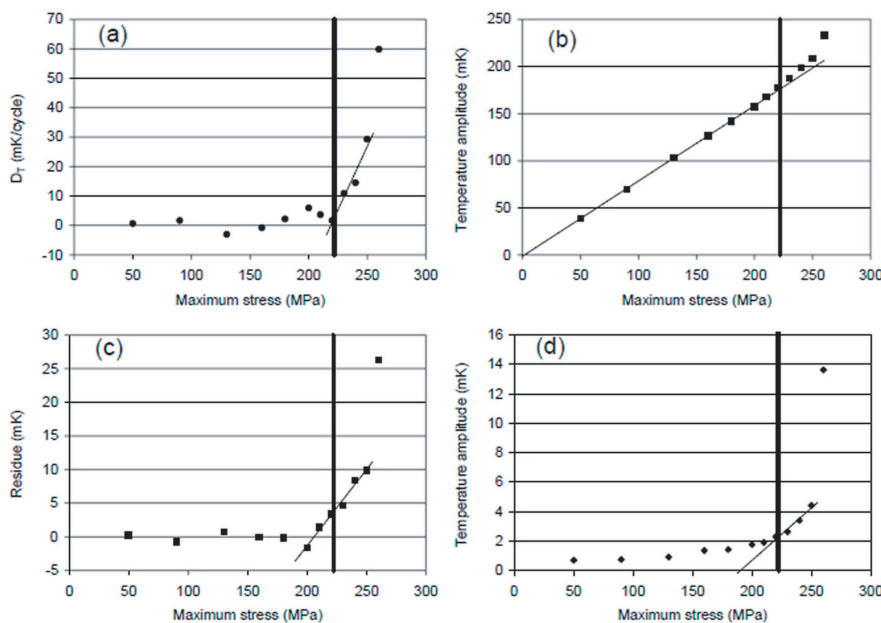 (a)
70
60
50
40
30
20
10
0
-10
D_T (mK/cycle)
0 50 100 150 200 250 300
Maximum stress (MPa)
(b)
250
200
150
100
50
0
Temperature amplitude (mK)
0 50 100 150 200 250 300
Maximum stress (MPa)
(c)
30
25
20
15
10
5
0
-5
Residue (mK)
0 50 100 150 200 250 300
Maximum stress (MPa)
(d)
16
14
12
10
8
6
4
2
0
Temperature amplitude (mK)
0 50 100 150 200 250 300
Maximum stress (MPa)